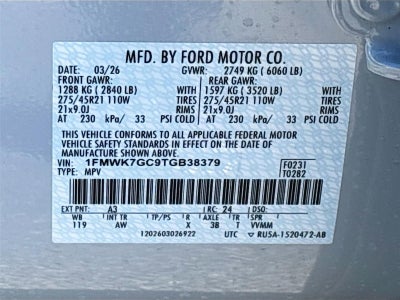 MFD. BY FORD MOTOR CO.
DATE: 03/26 GVWR: 2749 KG ( 6060 LB)
FRONT GAWR: REAR GAWR:
1288 KG ( 2840 LB) WITH 1597 KG ( 3520 LB) WITH
275/45R21 110W TIRES 275/45R21 110W TIRES
21x9.0J RIMS 21x9.0J RIMS
AT 230 kPa/ 33 PSI COLD AT 230 kPa/ 33 PSI COLD
THIS VEHICLE CONFORMS TO ALL APPLICABLE FEDERAL MOTOR
VEHICLE SAFETY STANDARDS IN EFFECT ON THE DATE OF
MANUFACTURE SHOWN ABOVE.
VIN: 1FMWK7GC9TGB38379 F0231
TYPE: MPV T0282
EXT PNT: A3 RC: 24 DSO:
WB INT TR TP/PS R AXLE TR SPR
119 AW X 38 T VVMM
1202603026922 UTC RU5A-1520472-AB